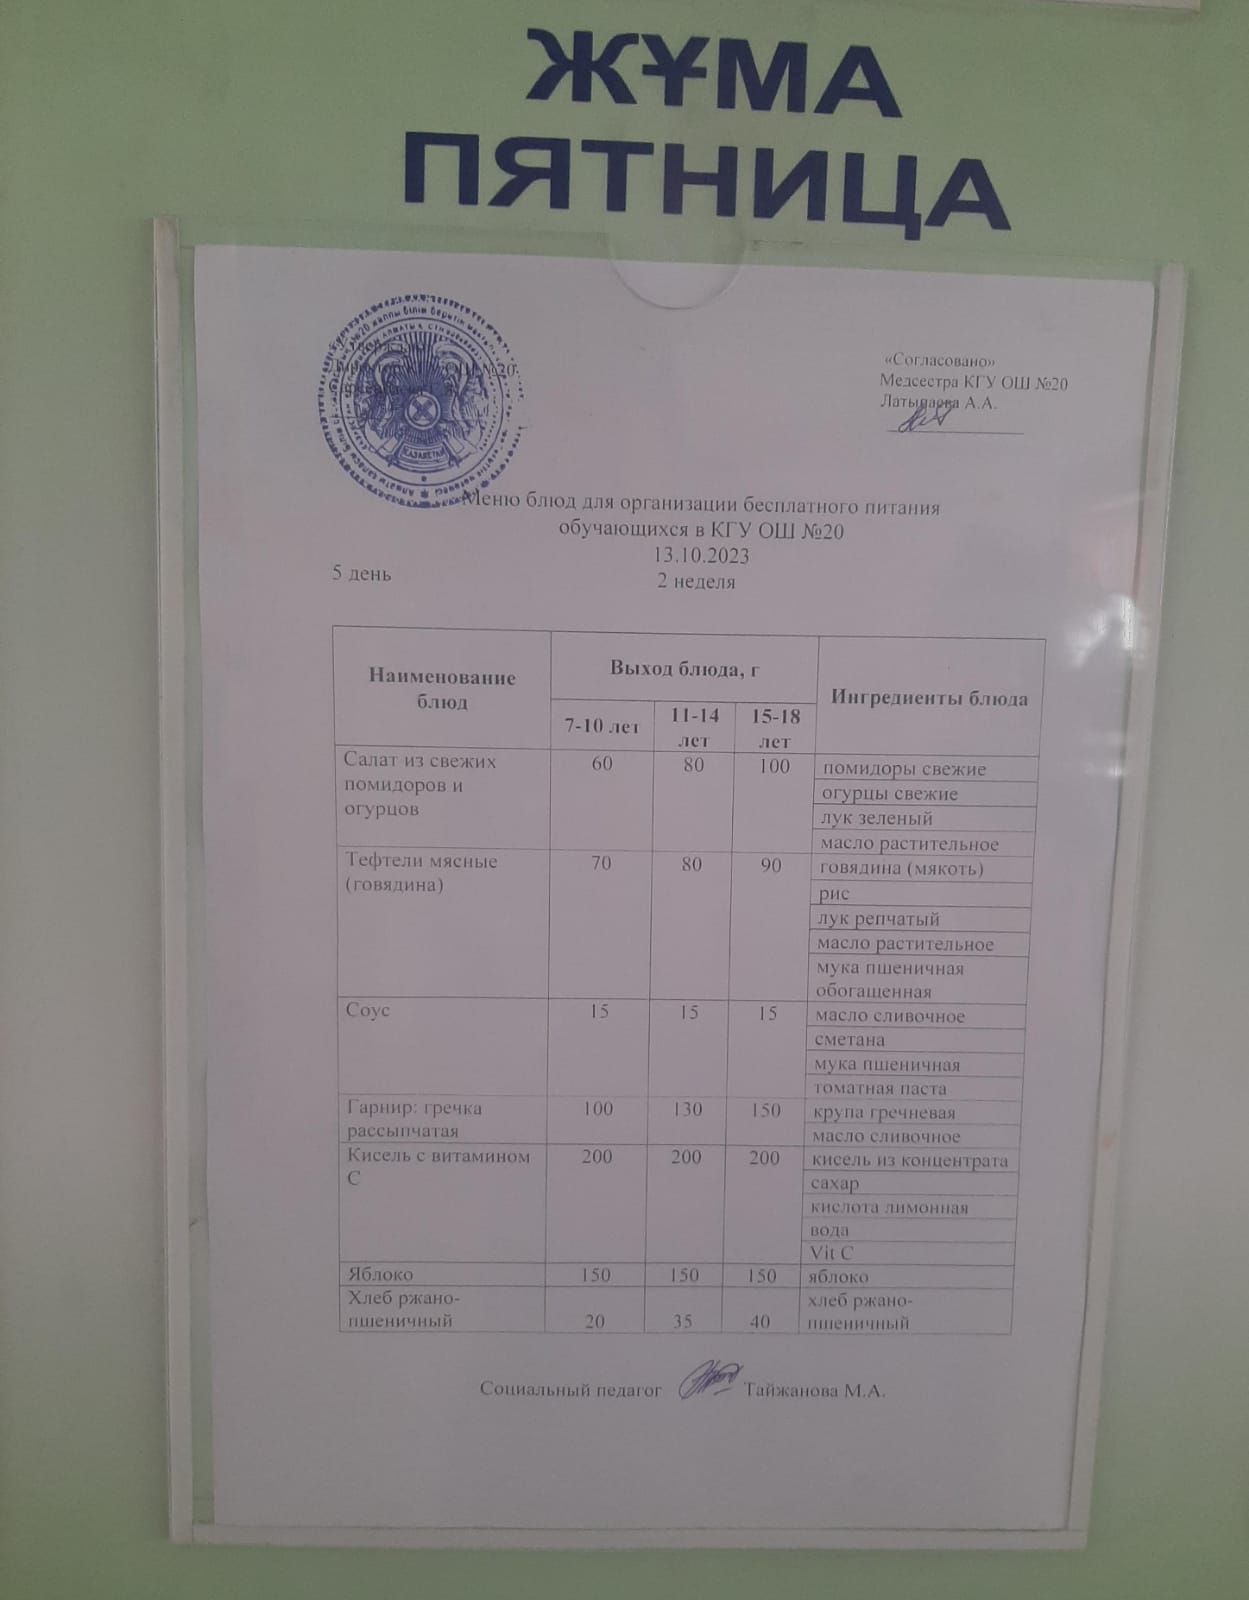 ЖҰМА
ПЯТНИЦА
«Согласовано»
Медсестра КГУ ОШ №20
Латыпаева А.А.
ОШ №20
ҚАЗАҚСТАН
Меню блюд для организации бесплатного питания
обучающихся в КГУ ОШ №20
13.10.2023
5 день 2 неделя
Наименование блюд
Выход блюда, г
Ингредиенты блюда
7-10 лет 11-14 лет 15-18 лет
Салат из свежих 60 80 100 помидоры свежие
помидоров и огурцы свежие
огурцов лук зеленый
масло растительное
Тефтели мясные 70 80 90 говядина (мякоть)
(говядина) рис
лук репчатый
масло растительное
мука пшеничная
обогащенная
Соус 15 15 15 масло сливочное
сметана
мука пшеничная
томатная паста
Гарнир: гречка 100 130 150 крупа гречневая
рассыпчатая масло сливочное
Кисель с витамином 200 200 200 кисель из концентрата
С сахар
кислота лимонная
вода
Vit C
Яблоко 150 150 150 яблоко
Хлеб ржано- хлеб ржано-
пшеничный 20 35 40 пшеничный
Социальный педагог Тайжанова М.А.